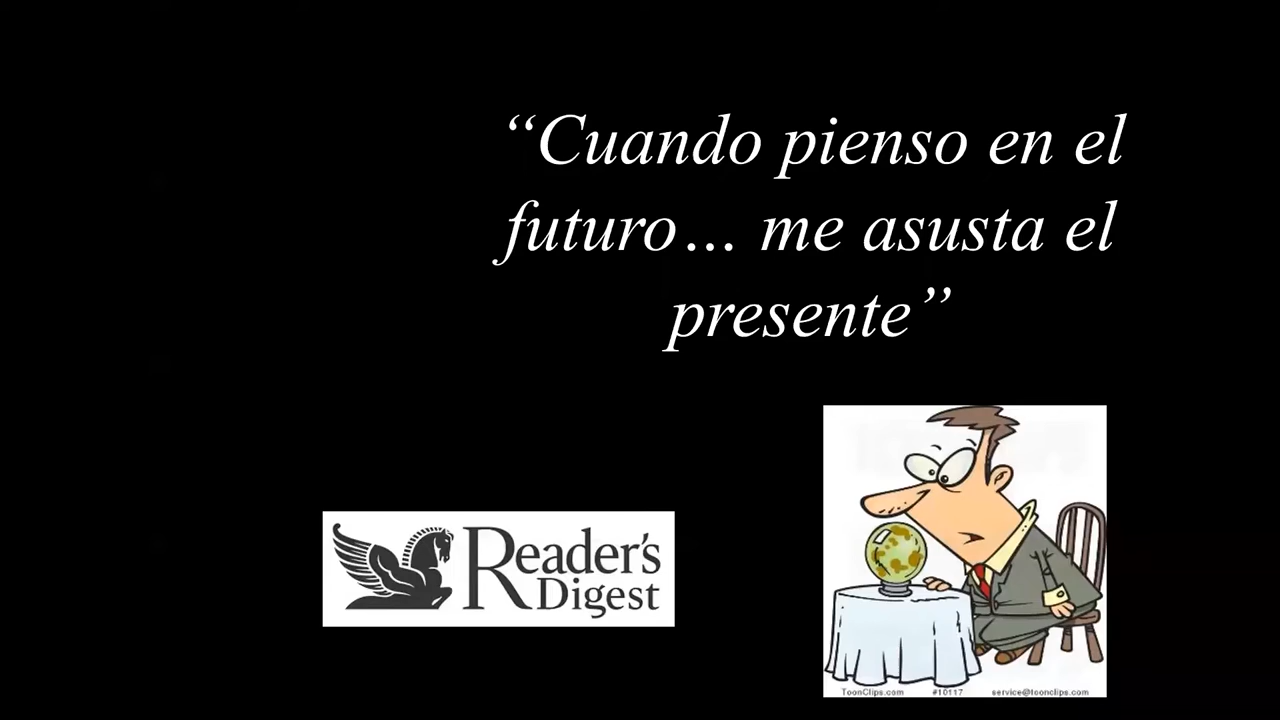 “Cuando pienso en el
futuro… me asusta el
presente”
Reader's
Digest
ToonClips.com #10117 service@toonclips.com